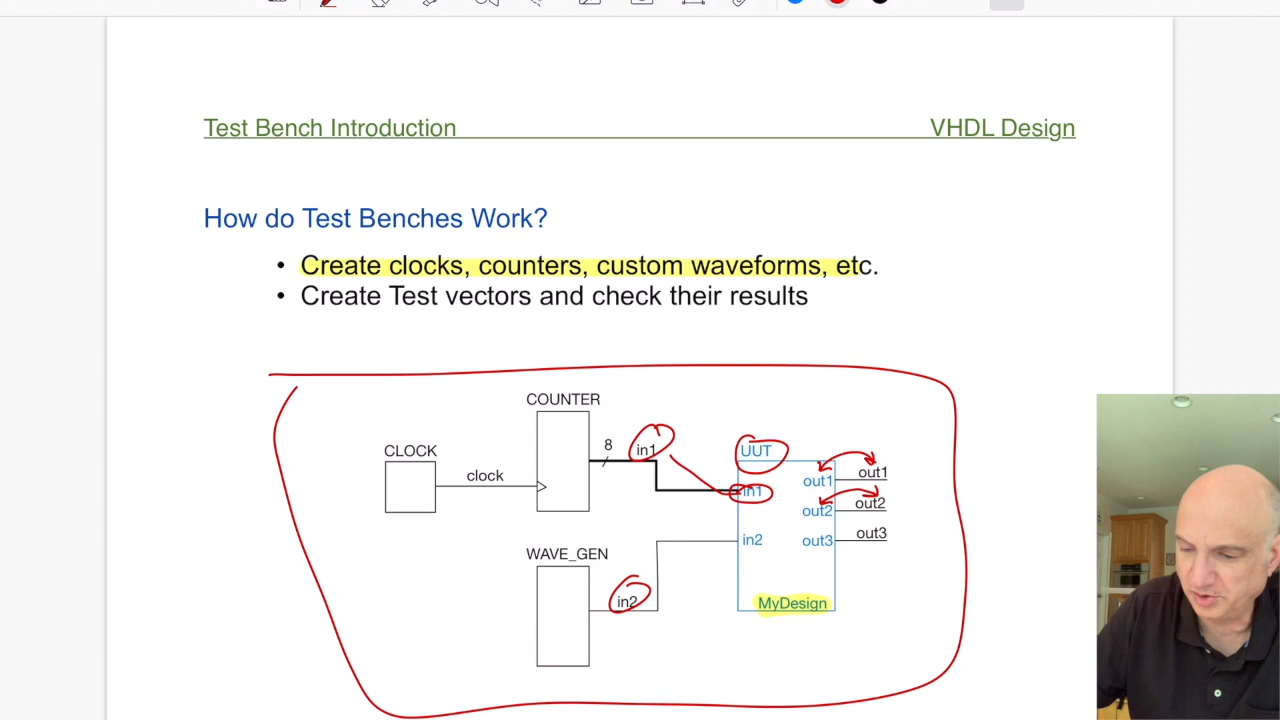 Test Bench Introduction VHDL Design
How do Test Benches Work?
• Create clocks, counters, custom waveforms, etc.
• Create Test vectors and check their results
COUNTER
CLOCK
clock
8
in1
UUT
in1
in2
out1
out2
out3
out1
out2
out3
WAVE_GEN
in2
MyDesign